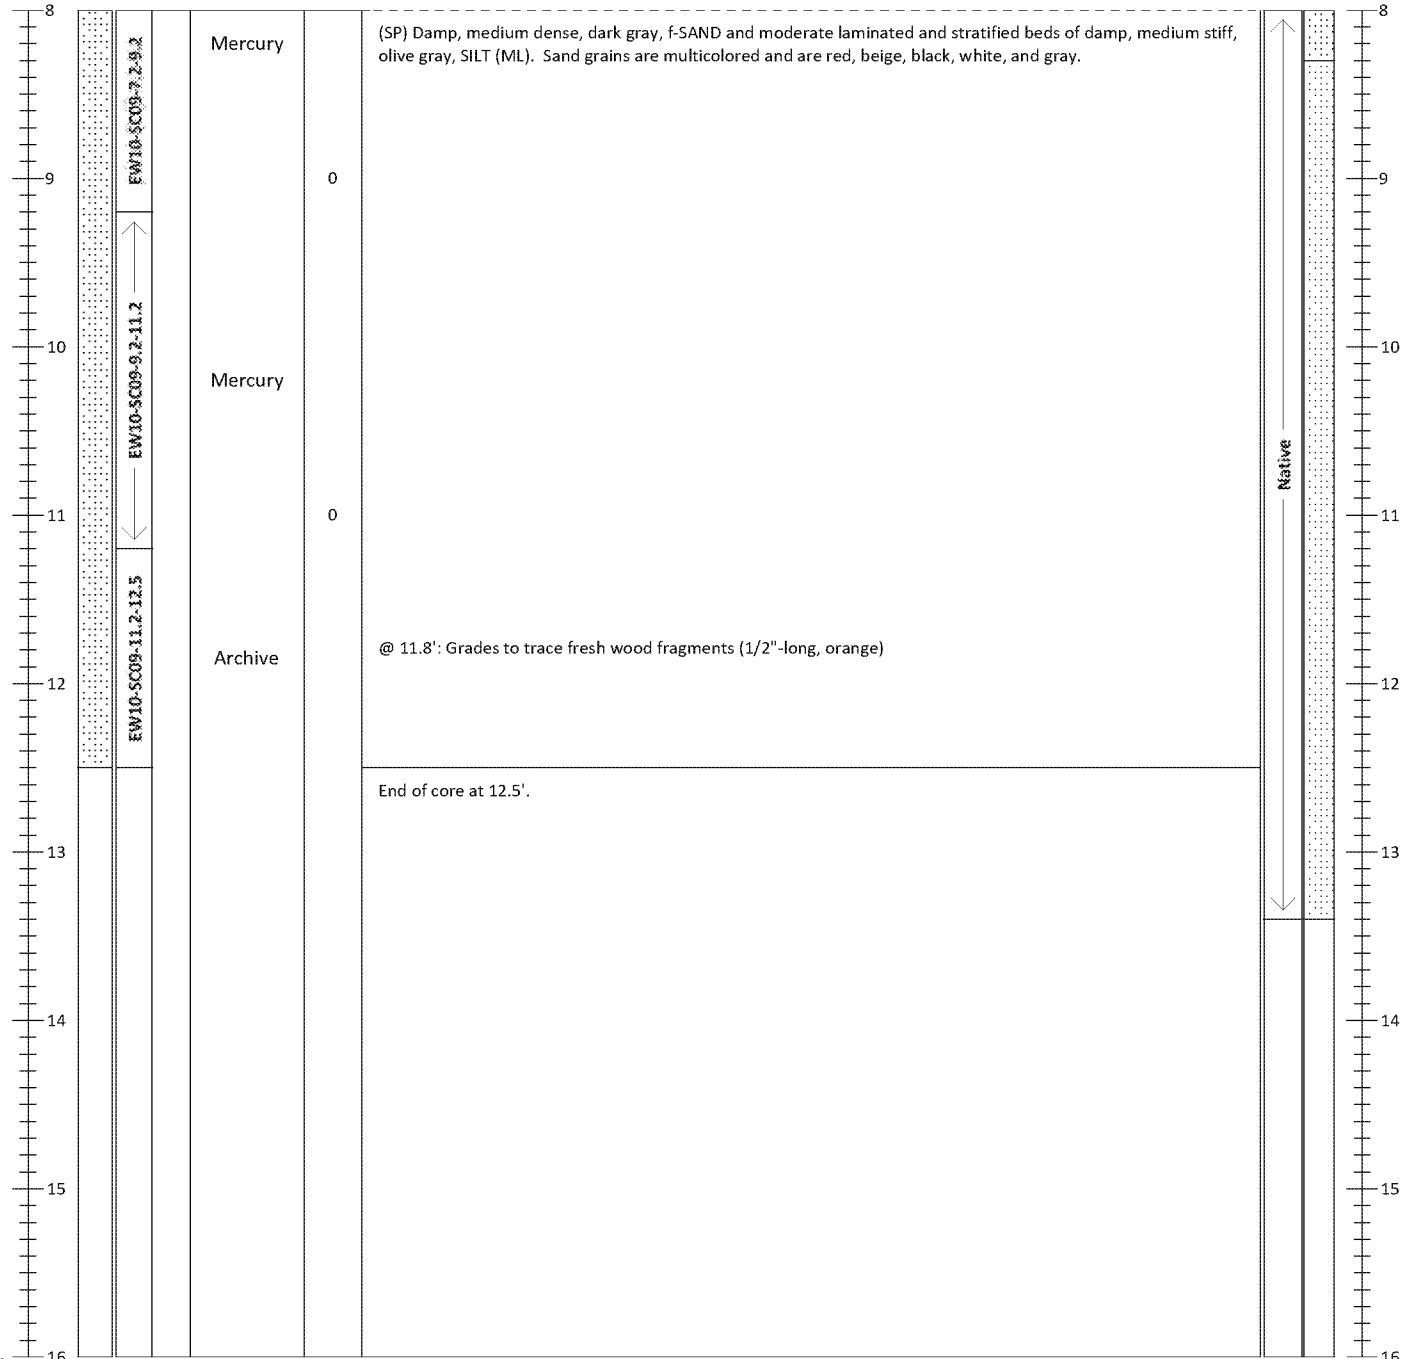 8
8
(SP) Damp, medium dense, dark gray, f-SAND and moderate laminated and stratified beds of damp, medium stiff,
olive gray, SILT (ML). Sand grains are multicolored and are red, beige, black, white, and gray.
Mercury
EW10-SC09-7.2-9.2
9
0
9
EW10-SC09-9.2-11.2
10
10
Mercury
Native
11
0
11
EW10-SC09-11.2-12.5
@ 11.8': Grades to trace fresh wood fragments (1/2"-long, orange)
Archive
12
12
End of core at 12.5'.
13
13
14
14
15
15
16
16